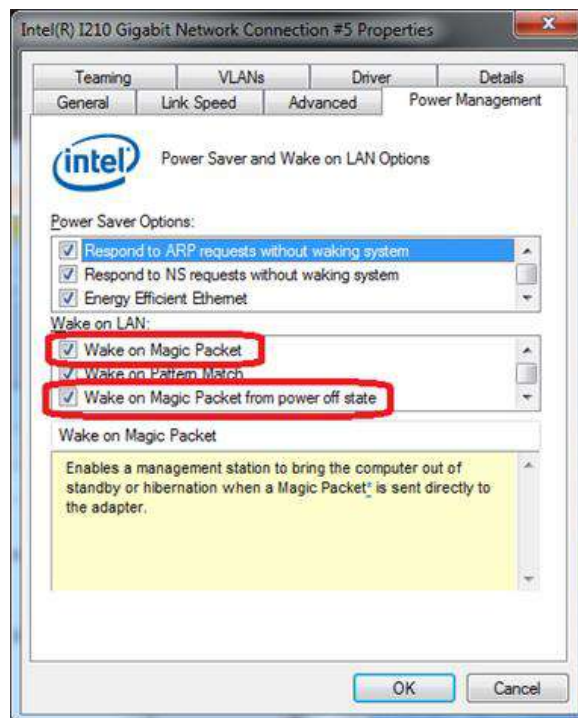 Intel(R) I210 Gigabit Network Connection #5 Properties
Teaming VLANs Driver Details
General Link Speed Advanced Power Management
intel
Power Saver and Wake on LAN Options
Power Saver Options:
Respond to ARP requests without waking system
Respond to NS requests without waking system
Energy Efficient Ethernet
Wake on LAN:
Wake on Magic Packet
Wake on Pattern Match
Wake on Magic Packet from power off state
Wake on Magic Packet
Enables a management station to bring the computer out of
standby or hibernation when a Magic Packet* is sent directly to
the adapter.
OK Cancel